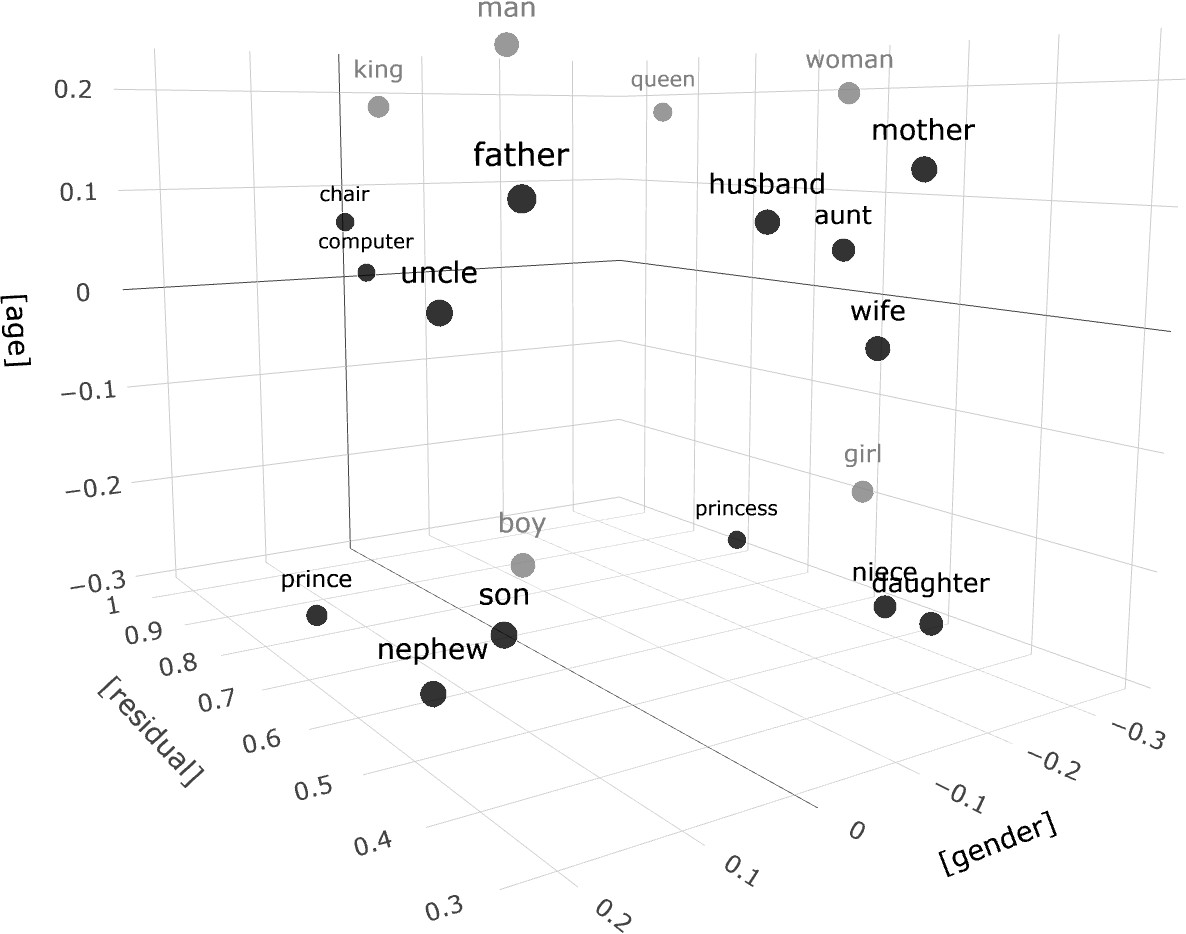 man
king
queen
woman
0.2
mother
father
husband
0.1
chair
aunt
computer
uncle
0
wife
[age]
−0.1
girl
−0.2
princess
boy
−0.3
prince
niece
daughter
son
1
0.9
nephew
0.8
0.7
[residual]
0.6
−0.3
0.5
−0.2
−0.1
0.4
0
[gender]
0.1
0.3
0.2